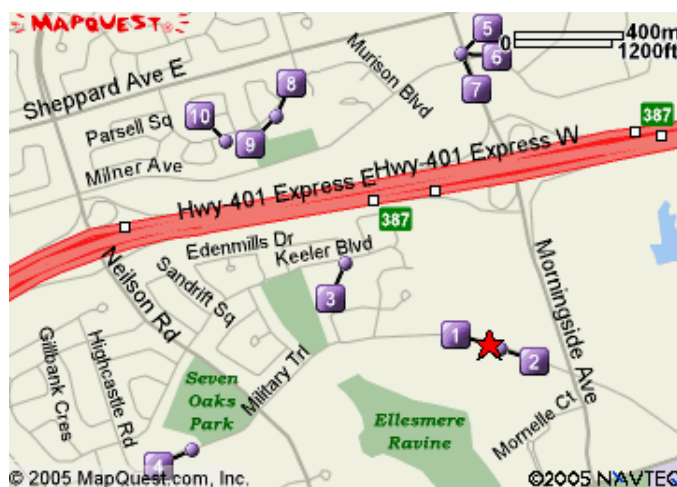 MAPQUEST
400m
0
1200ft
5
6
7
8
9
10
Sheppard Ave E
Murison Blvd
Parsell Sq
Milner Ave
387
Hwy-401 Express W
Hwy-401 Express E
387
Edenmills Dr
Keeler Blvd
Neilson Rd
Sandrift Sq
3
Morningside Ave
1
2
Gillbank Cres
Highcastle Rd
Military Trl
Seven
Oaks
Park
Ellesmere
Ravine
Mornelle Ct
4
© 2005 MapQuest.com, Inc.
©2005 NAVTEQ